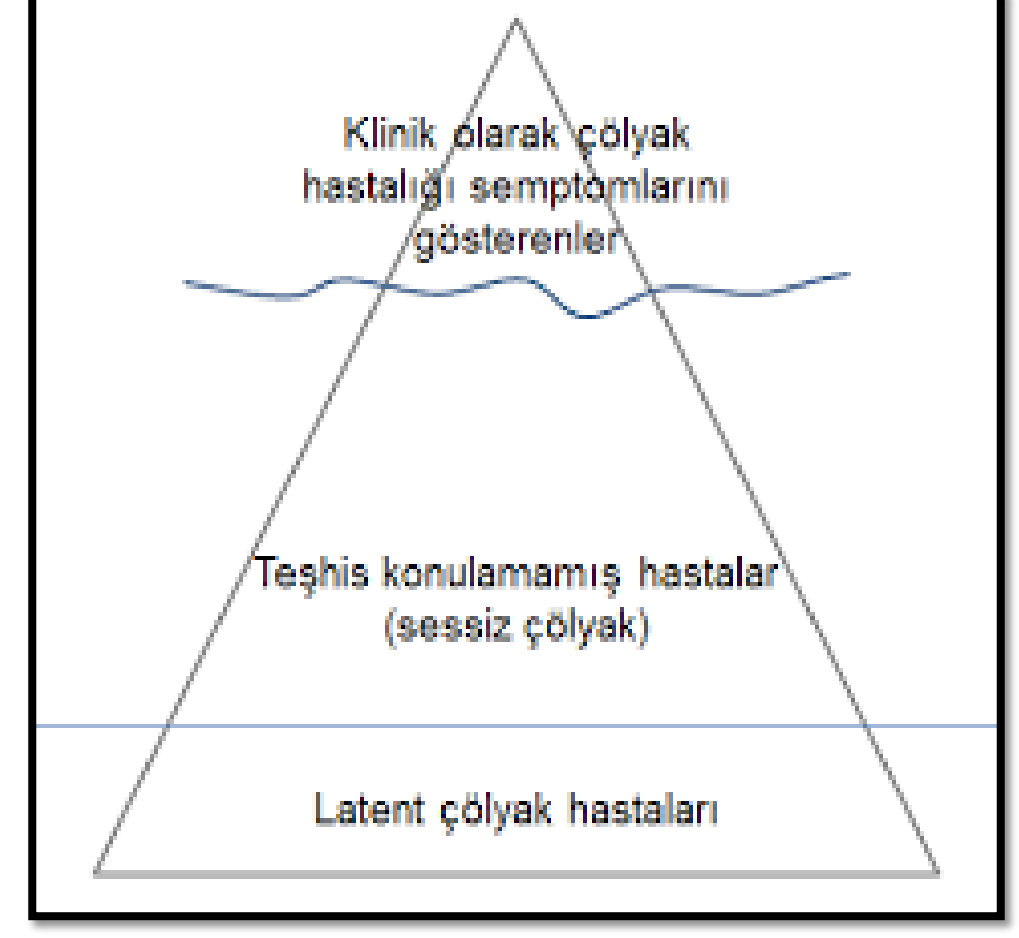 Klinik olarak çölyak
hastalığı semptomlarını
gösterenler
Teşhis konulamamış hastalar
(sessiz çölyak)
Latent çölyak hastaları